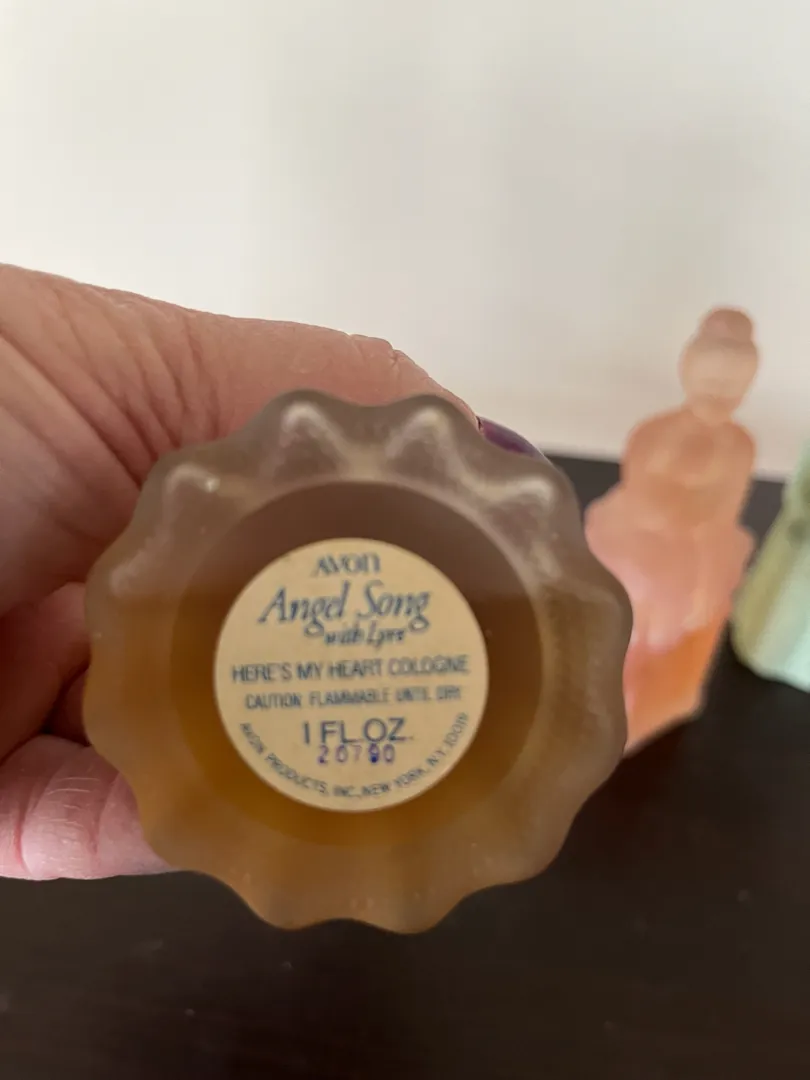 AVON
Angel Song
with Lyre
HERE'S MY HEART COLOGNE
CAUTION FLAMMABLE UNTIL DRY
1 FL OZ.
20790
AVON PRODUCTS, INC., NEW YORK, N.Y. 10019